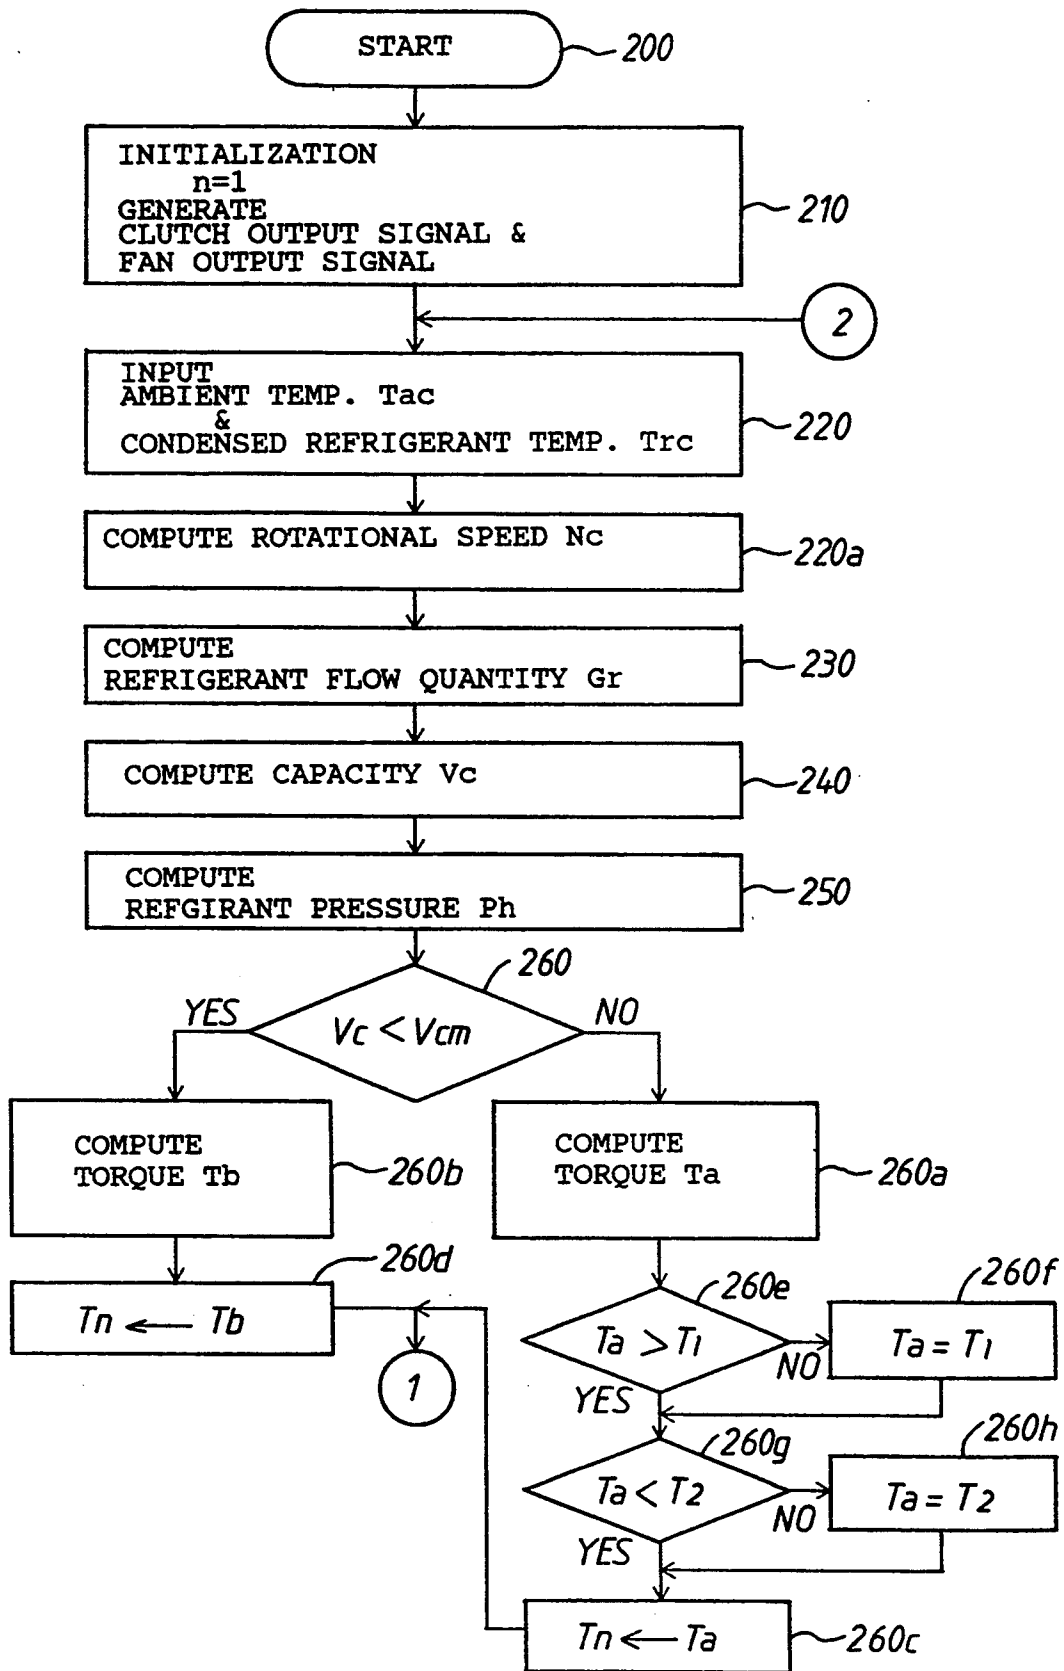 START
200
INITIALIZATION
n=1
GENERATE
CLUTCH OUTPUT SIGNAL &
FAN OUTPUT SIGNAL
210
2
INPUT
AMBIENT TEMP. Tac
&
CONDENSED REFRIGERANT TEMP. Trc
220
COMPUTE ROTATIONAL SPEED Nc
220a
COMPUTE
REFRIGERANT FLOW QUANTITY Gr
230
COMPUTE CAPACITY Vc
240
COMPUTE
REFGIRANT PRESSURE Ph
250
260
YES
Vc < Vcm
NO
COMPUTE
TORQUE Tb
260b
COMPUTE
TORQUE Ta
260a
260d
Tn ← Tb
1
260e
Ta > T1
NO
YES
260f
Ta = T1
260g
Ta < T2
NO
YES
260h
Ta = T2
Tn ← Ta
260c